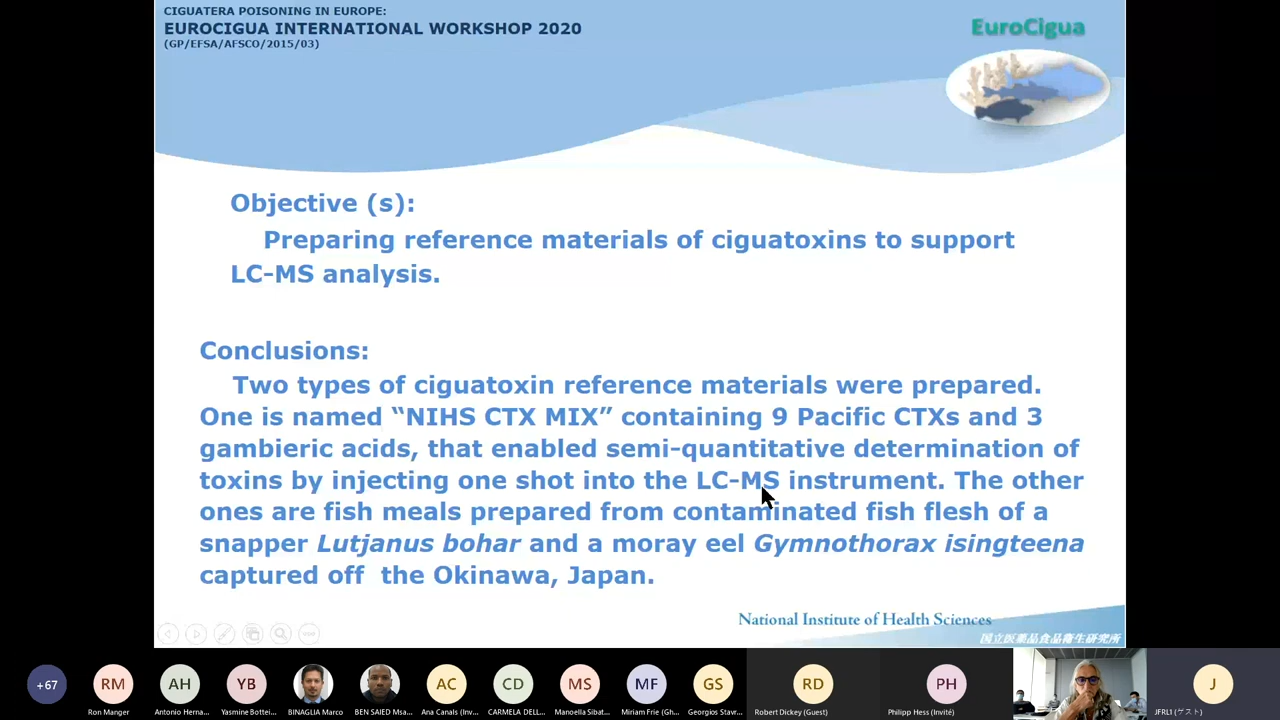 CIGUATERA POISONING IN EUROPE:
EUROCIGUA INTERNATIONAL WORKSHOP 2020
(GP/EFSA/AFSCO/2015/03)
EuroCigua
Objective (s):
Preparing reference materials of ciguatoxins to support
LC-MS analysis.
Conclusions:
Two types of ciguatoxin reference materials were prepared.
One is named “NIHS CTX MIX” containing 9 Pacific CTXs and 3
gambieric acids, that enabled semi-quantitative determination of
toxins by injecting one shot into the LC-MS instrument. The other
ones are fish meals prepared from contaminated fish flesh of a
snapper Lutjanus bohar and a moray eel Gymnothorax isingteena
captured off the Okinawa, Japan.
National Institute of Health Sciences
国立医薬品食品衛生研究所
+67
RM
AH
YB
AC
CD
MS
MF
GS
RD
PH
J
Ron Manger
Antonio Herna...
Yasmine Bottei...
BINAGLIA Marco
BEN SAIED Msa...
Ana Canals (Inv...
CARMELA DELL...
Manoella Sibat...
Miriam Frie (Gh...
Georgios Stavr...
Robert Dickey (Guest)
Philipp Hess (Invité)
JFRL1 (ゲスト)